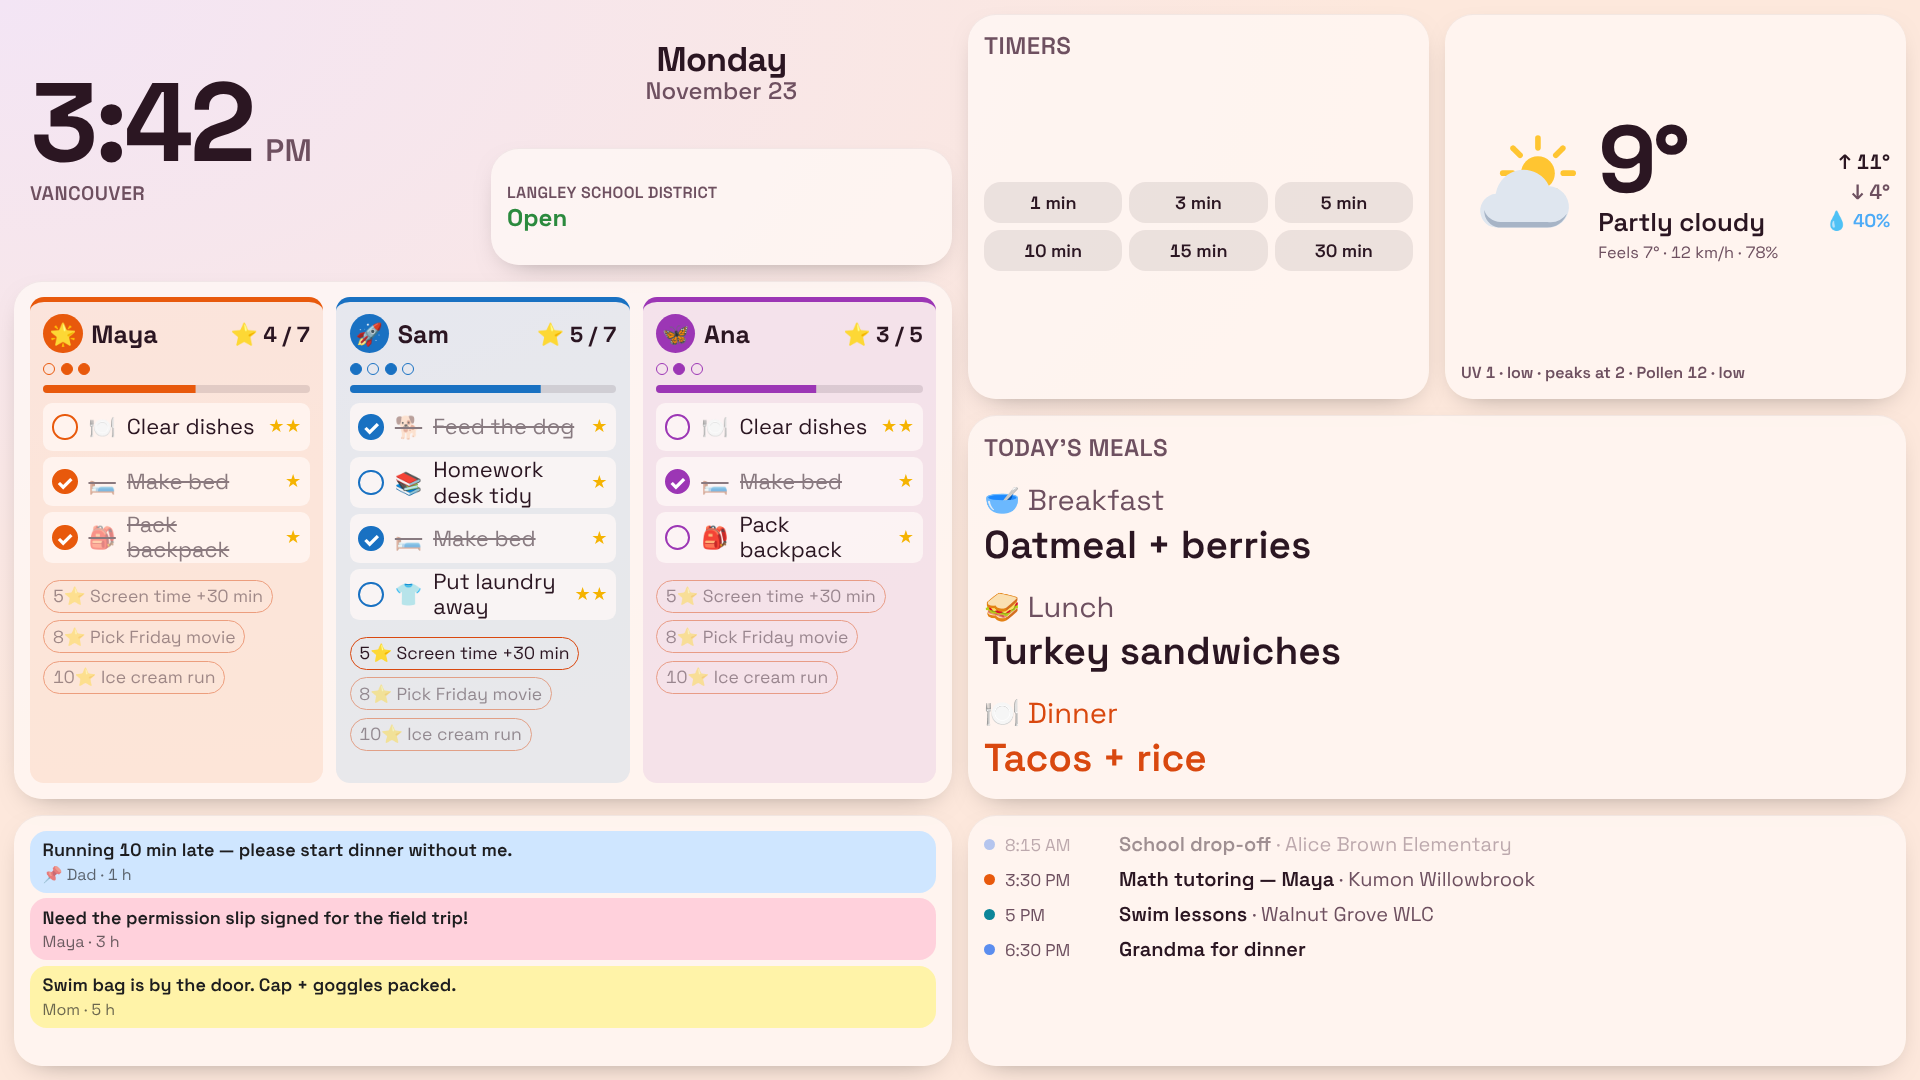 3:42 PM
VANCOUVER
Monday
November 23
LANGLEY SCHOOL DISTRICT
Open
Maya
⭐ 4 / 7
Clear dishes ★★
Make bed ★
Pack
backpack ★
5⭐ Screen time +30 min
8⭐ Pick Friday movie
10⭐ Ice cream run
Sam
⭐ 5 / 7
Feed the dog ★
Homework
desk tidy ★
Make bed ★
Put laundry
away ★★
5⭐ Screen time +30 min
8⭐ Pick Friday movie
10⭐ Ice cream run
Ana
⭐ 3 / 5
Clear dishes ★★
Make bed ★
Pack
backpack ★
5⭐ Screen time +30 min
8⭐ Pick Friday movie
10⭐ Ice cream run
Running 10 min late — please start dinner without me.
📌 Dad · 1 h
Need the permission slip signed for the field trip!
Maya · 3 h
Swim bag is by the door. Cap + goggles packed.
Mom · 5 h
TIMERS
1 min
3 min
5 min
10 min
15 min
30 min
9°
Partly cloudy
Feels 7° · 12 km/h · 78%
↑ 11°
↓ 4°
💧 40%
UV 1 · low · peaks at 2 · Pollen 12 · low
TODAY'S MEALS
🥣 Breakfast
Oatmeal + berries
🥪 Lunch
Turkey sandwiches
🍽️ Dinner
Tacos + rice
8:15 AM School drop-off · Alice Brown Elementary
3:30 PM Math tutoring — Maya · Kumon Willowbrook
5 PM Swim lessons · Walnut Grove WLC
6:30 PM Grandma for dinner